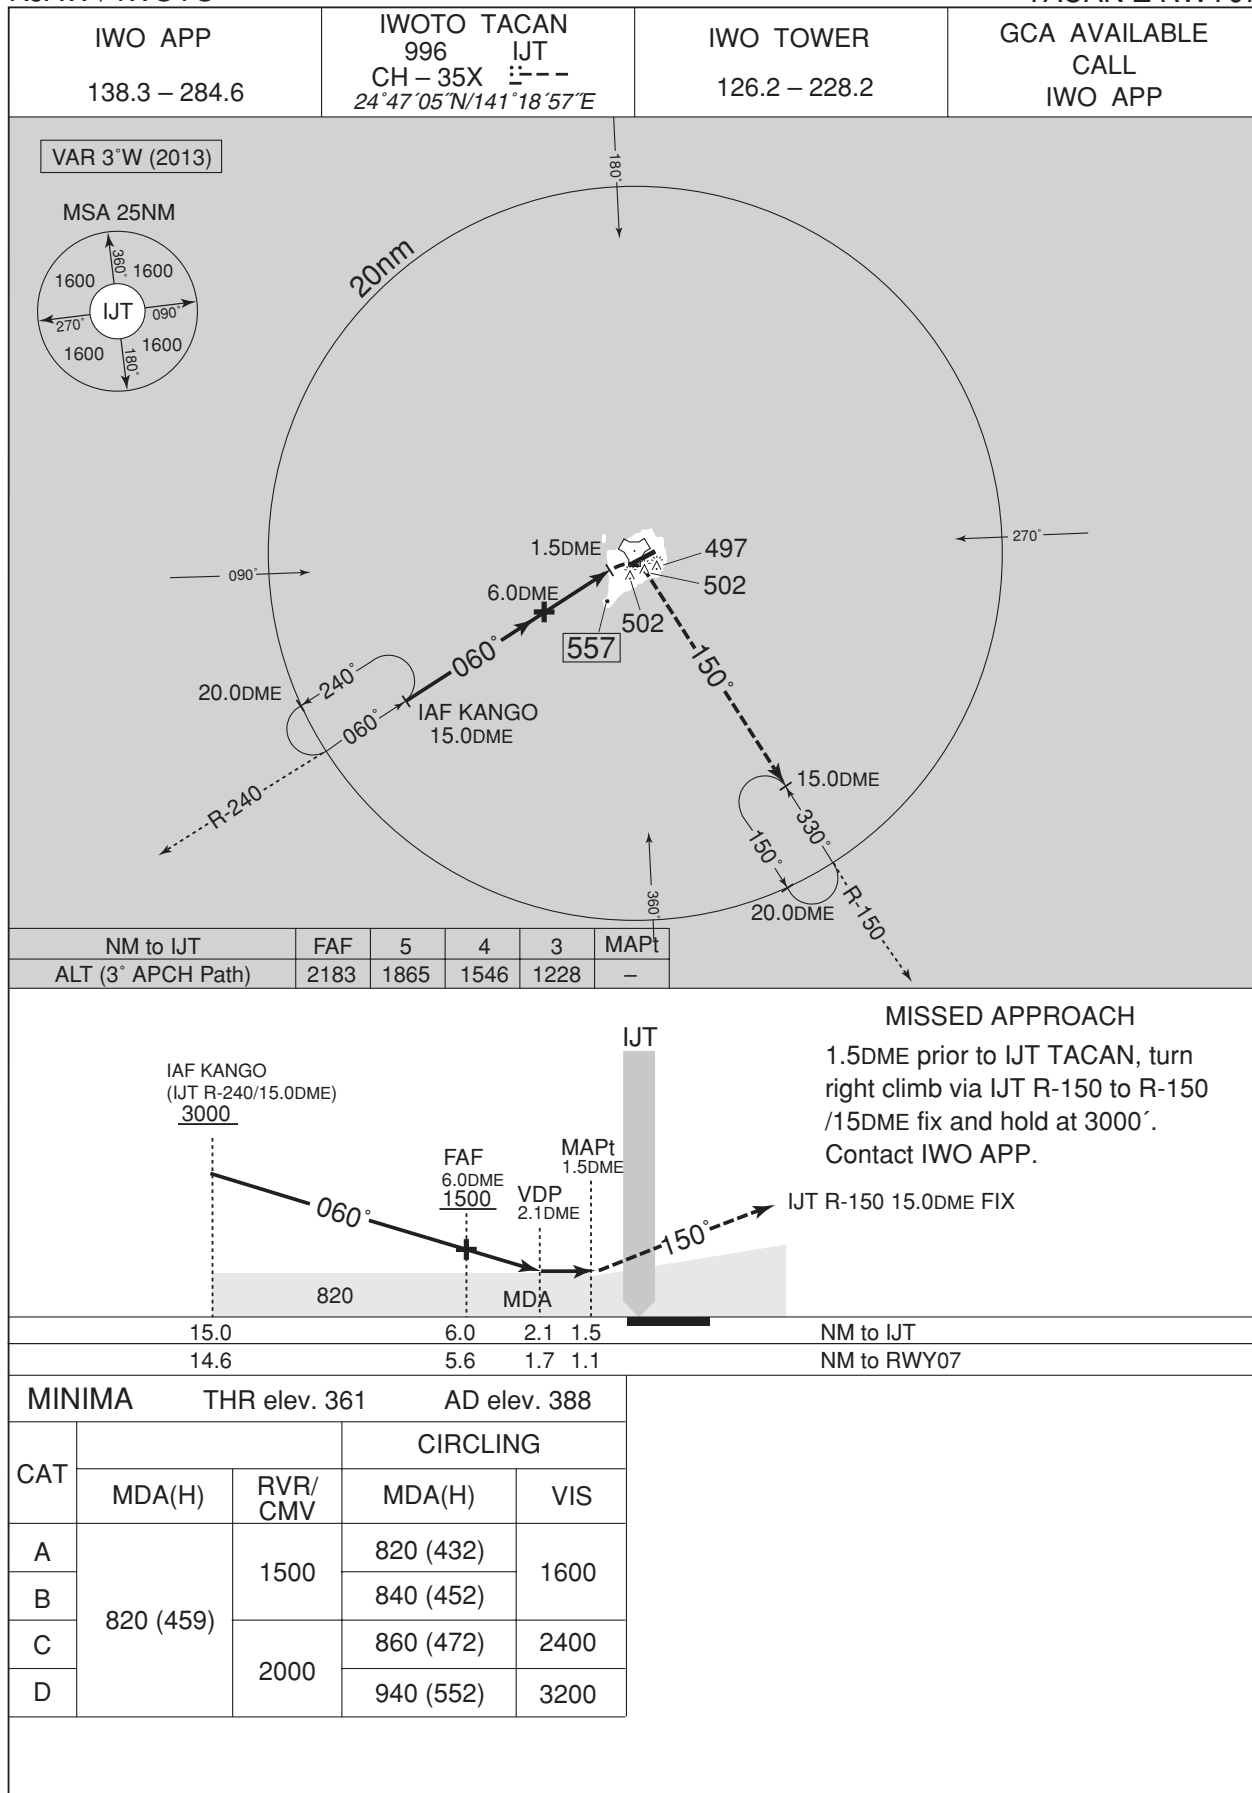 IWO APP
138.3 – 284.6
IWOTO TACAN
996 IJT
CH – 35X
24°47´05˝N/141°18´57˝E
IWO TOWER
126.2 – 228.2
GCA AVAILABLE
CALL
IWO APP
VAR 3°W (2013)
MSA 25NM
360°
1600
1600
IJT
270°
090°
1600
1600
180°
180°
20nm
1.5DME
497
270°
090°
6.0DME
502
502
557
060°
150°
240°
20.0DME
IAF KANGO
15.0DME
060°
R-240
15.0DME
330°
150°
360°
20.0DME
R-150
NM to IJT FAF 5 4 3 MAPt
ALT (3° APCH Path) 2183 1865 1546 1228 –
MISSED APPROACH
1.5DME prior to IJT TACAN, turn
right climb via IJT R-150 to R-150
/15DME fix and hold at 3000´.
Contact IWO APP.
IJT
IAF KANGO
(IJT R-240/15.0DME)
3000
FAF
6.0DME
1500
VDP
2.1DME
MAPt
1.5DME
060°
150°
IJT R-150 15.0DME FIX
820
MDA
15.0 6.0 2.1 1.5 NM to IJT
14.6 5.6 1.7 1.1 NM to RWY07
MINIMA THR elev. 361 AD elev. 388
CAT
CIRCLING
MDA(H)
RVR/
CMV
MDA(H)
VIS
A
820 (459)
1500
820 (432)
1600
B
840 (452)
C
2000
860 (472)
2400
D
940 (552)
3200